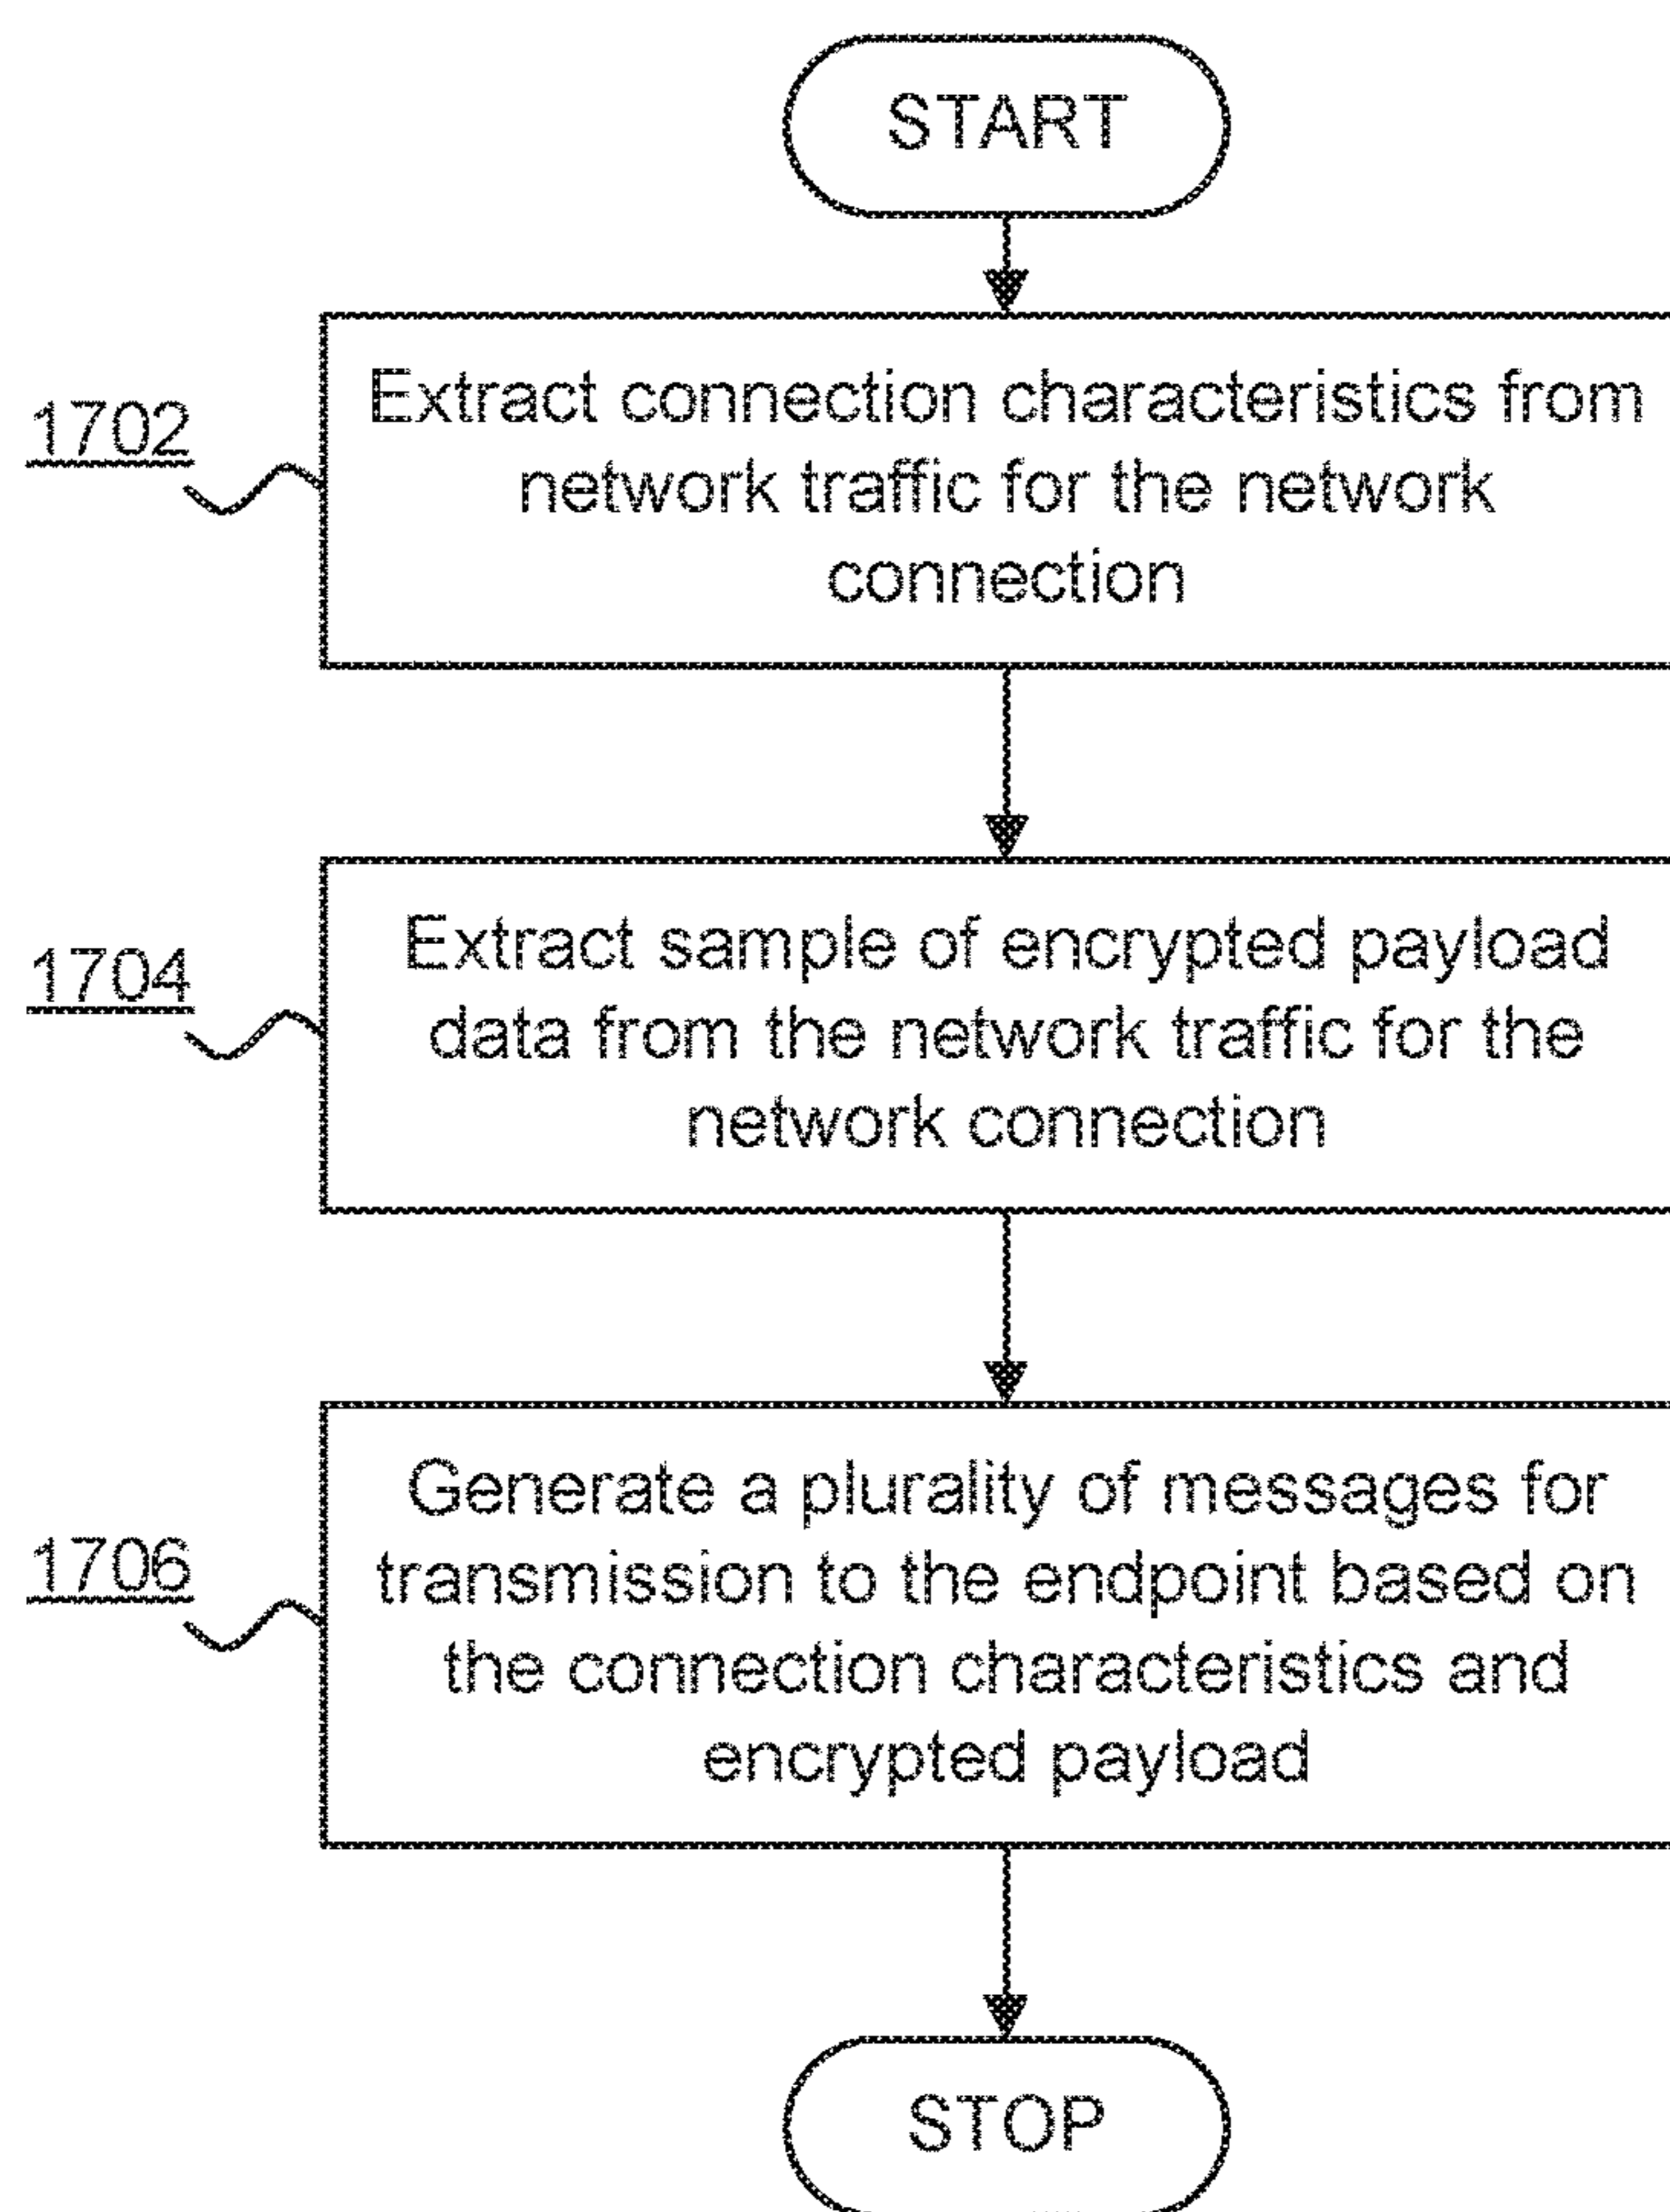 START
1702
Extract connection characteristics from
network traffic for the network
connection
1704
Extract sample of encrypted payload
data from the network traffic for the
network connection
1706
Generate a plurality of messages for
transmission to the endpoint based on
the connection characteristics and
encrypted payload
STOP